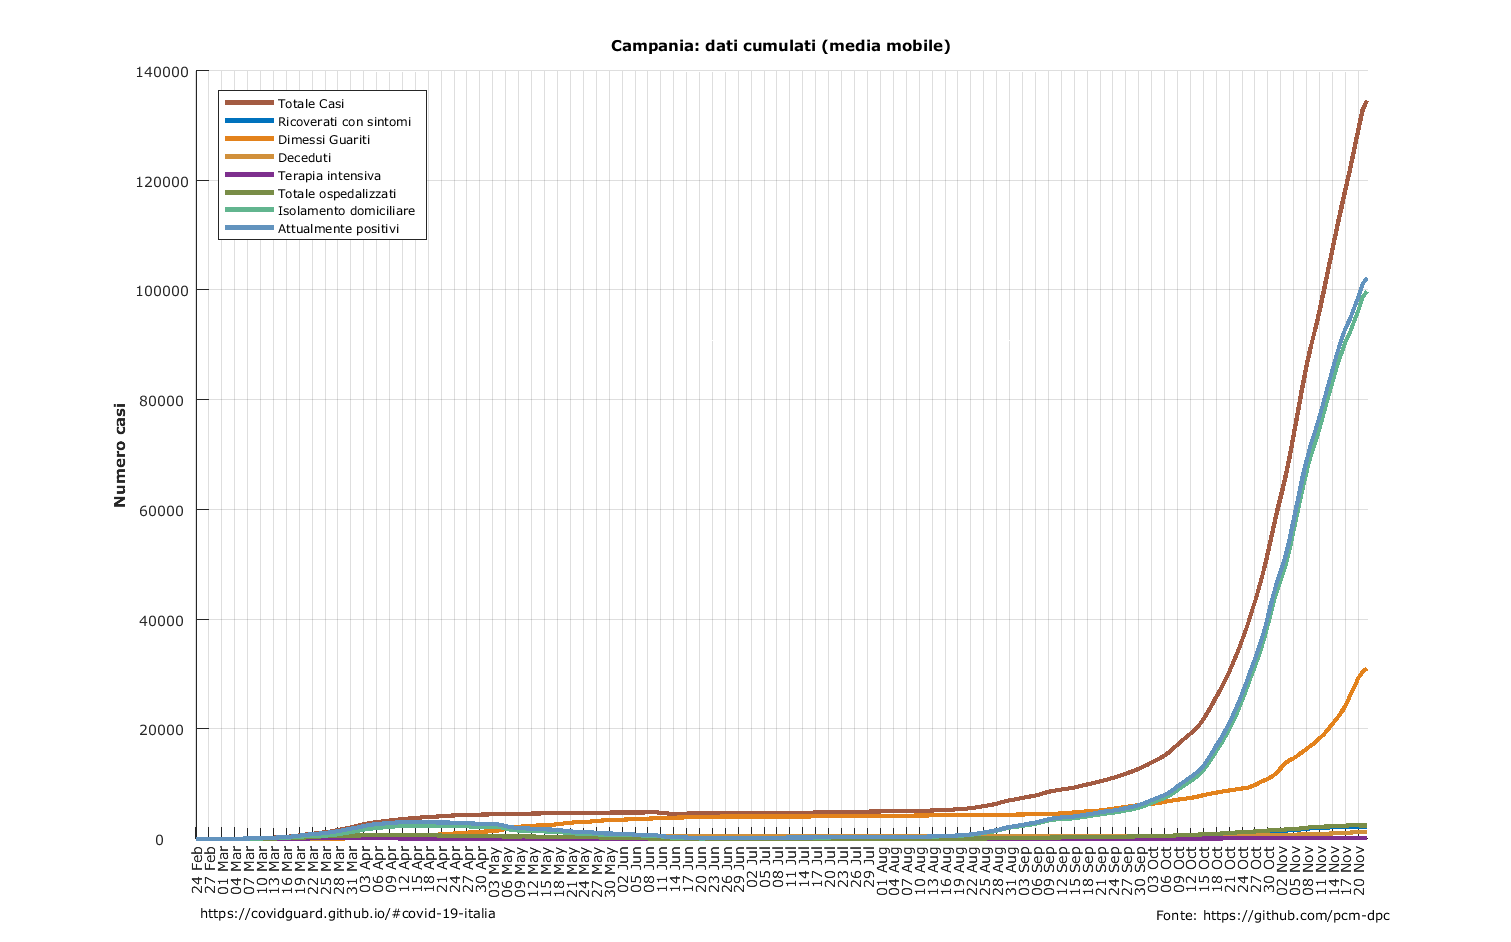 Campania: dati cumulati (media mobile)
140000
120000
100000
80000
60000
40000
20000
0
Numero casi
Totale Casi
Ricoverati con sintomi
Dimessi Guariti
Deceduti
Terapia intensiva
Totale ospedalizzati
Isolamento domiciliare
Attualmente positivi
24 Feb
27 Feb
01 Mar
04 Mar
07 Mar
10 Mar
13 Mar
16 Mar
19 Mar
22 Mar
25 Mar
28 Mar
31 Mar
03 Apr
06 Apr
09 Apr
12 Apr
15 Apr
18 Apr
21 Apr
24 Apr
27 Apr
30 Apr
03 May
06 May
09 May
12 May
15 May
18 May
21 May
24 May
27 May
30 May
02 Jun
05 Jun
08 Jun
11 Jun
14 Jun
17 Jun
20 Jun
23 Jun
26 Jun
29 Jun
02 Jul
05 Jul
08 Jul
11 Jul
14 Jul
17 Jul
20 Jul
23 Jul
26 Jul
29 Jul
01 Aug
04 Aug
07 Aug
10 Aug
13 Aug
16 Aug
19 Aug
22 Aug
25 Aug
28 Aug
31 Aug
03 Sep
06 Sep
09 Sep
12 Sep
15 Sep
18 Sep
21 Sep
24 Sep
27 Sep
30 Sep
03 Oct
06 Oct
09 Oct
12 Oct
15 Oct
18 Oct
21 Oct
24 Oct
27 Oct
30 Oct
02 Nov
05 Nov
08 Nov
11 Nov
14 Nov
17 Nov
20 Nov
https://covidguard.github.io/#covid-19-italia
Fonte: https://github.com/pcm-dpc